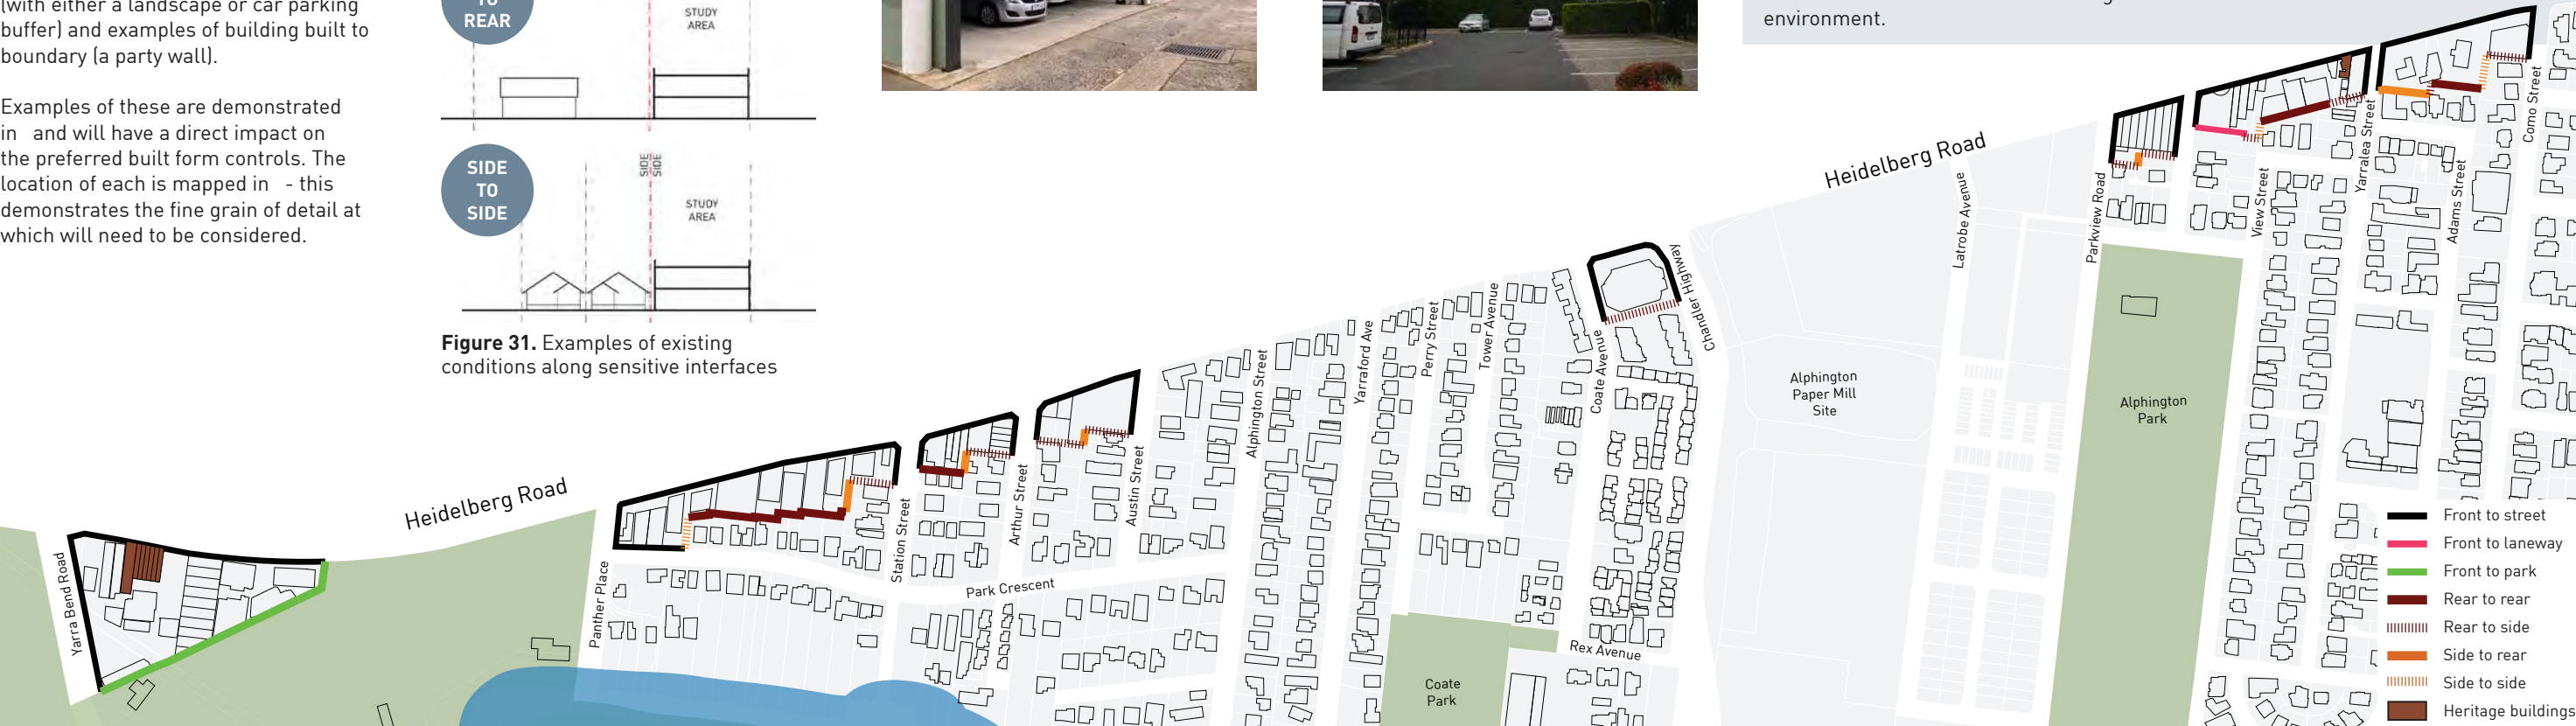 (with either a landscape or car parking
buffer) and examples of building built to
boundary (a party wall).
Examples of these are demonstrated
in   and will have a direct impact on
the preferred built form controls. The
location of each is mapped in   - this
demonstrates the fine grain of detail at
which will need to be considered.
TO
REAR
STUDY
AREA
SIDE
TO
SIDE
SIDE
SIDE
STUDY
AREA
Figure 31. Examples of existing
conditions along sensitive interfaces
environment.
Heidelberg Road
Heidelberg Road
Yarra Bend Road
Panther Place
Station Street
Park Crescent
Arthur Street
Austin Street
Alphington Street
Yarraford Ave
Perry Street
Tower Avenue
Coate Avenue
Chandler Highway
Rex Avenue
Coate
Park
Alphington
Paper Mill
Site
Latrobe Avenue
Parkview Road
Alphington
Park
View Street
Yarralea Street
Adams Street
Como Street
Front to street
Front to laneway
Front to park
Rear to rear
Rear to side
Side to rear
Side to side
Heritage buildings